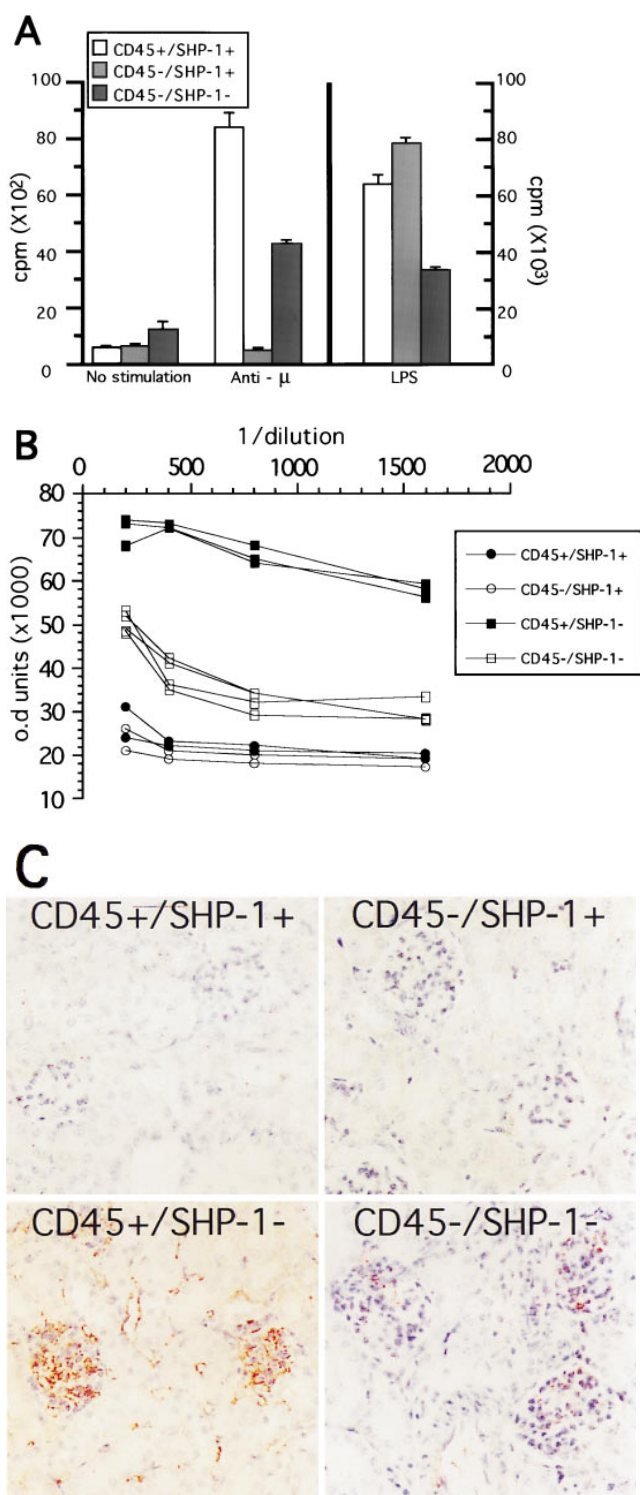 A
CD45+/SHP-1+
CD45-/SHP-1+
CD45-/SHP-1-
100
80
60
40
20
0
cpm (X10²)
100
80
60
40
20
0
cpm (X10³)
No stimulation
Anti - μ
LPS
B
1/dilution
0
500
1000
1500
2000
80
70
60
50
40
30
20
10
o.d units (x1000)
CD45+/SHP-1+
CD45-/SHP-1+
CD45+/SHP-1-
CD45-/SHP-1-
C
CD45+/SHP-1+
CD45-/SHP-1+
CD45+/SHP-1-
CD45-/SHP-1-